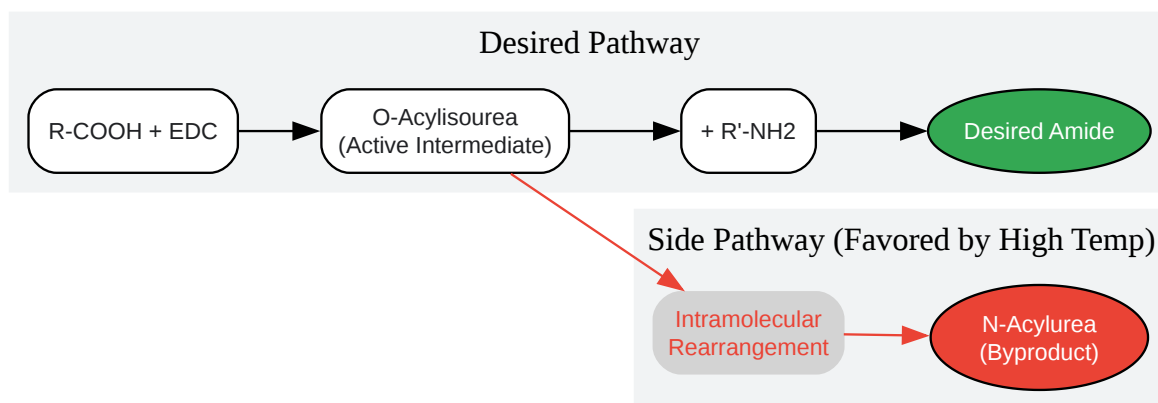 Desired Pathway
R-COOH + EDC
O-Acylisourea
(Active Intermediate)
+ R'-NH2
Desired Amide
Side Pathway (Favored by High Temp)
Intramolecular
Rearrangement
N-Acylurea
(Byproduct)